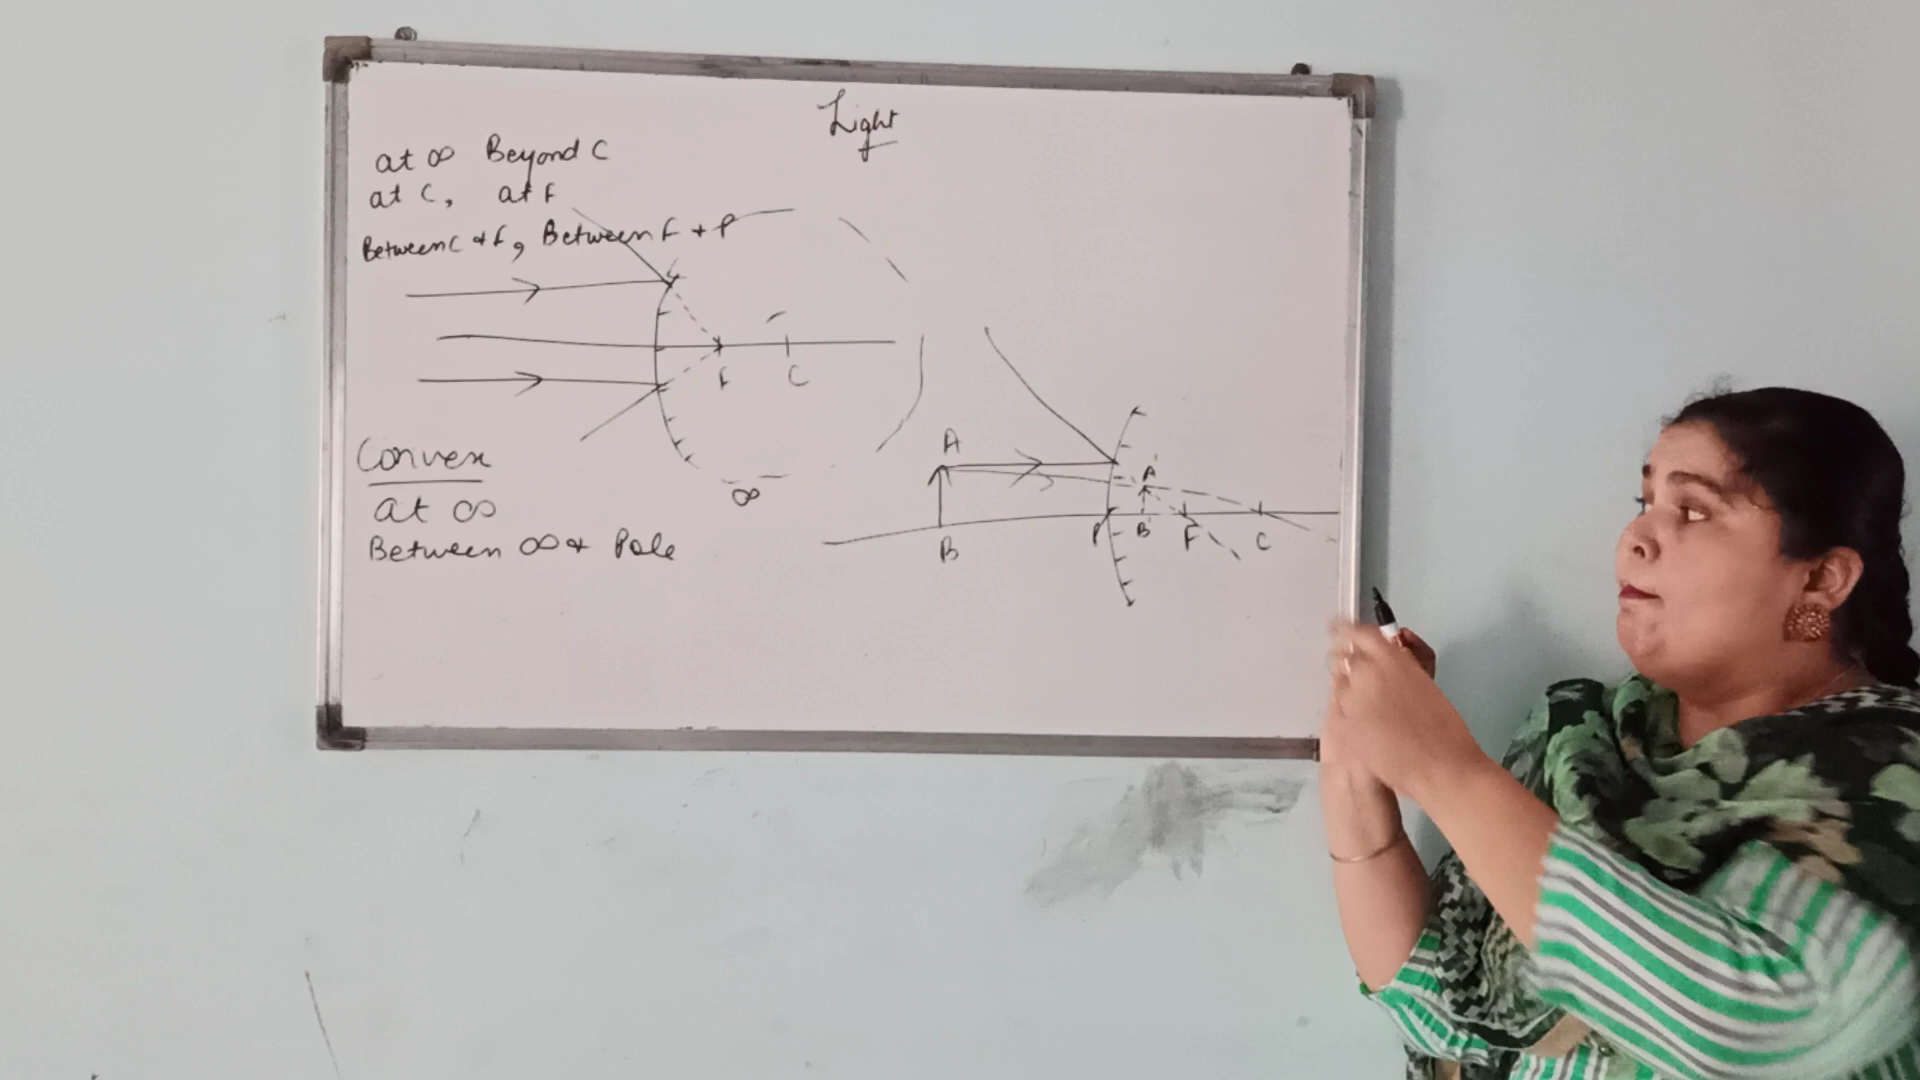 Light
at ∞ Beyond C
at C, at F
Between C & F, Between F & P
F C
∞
Convex
at ∞
Between ∞ & Pole
A
A'
B P B' F C